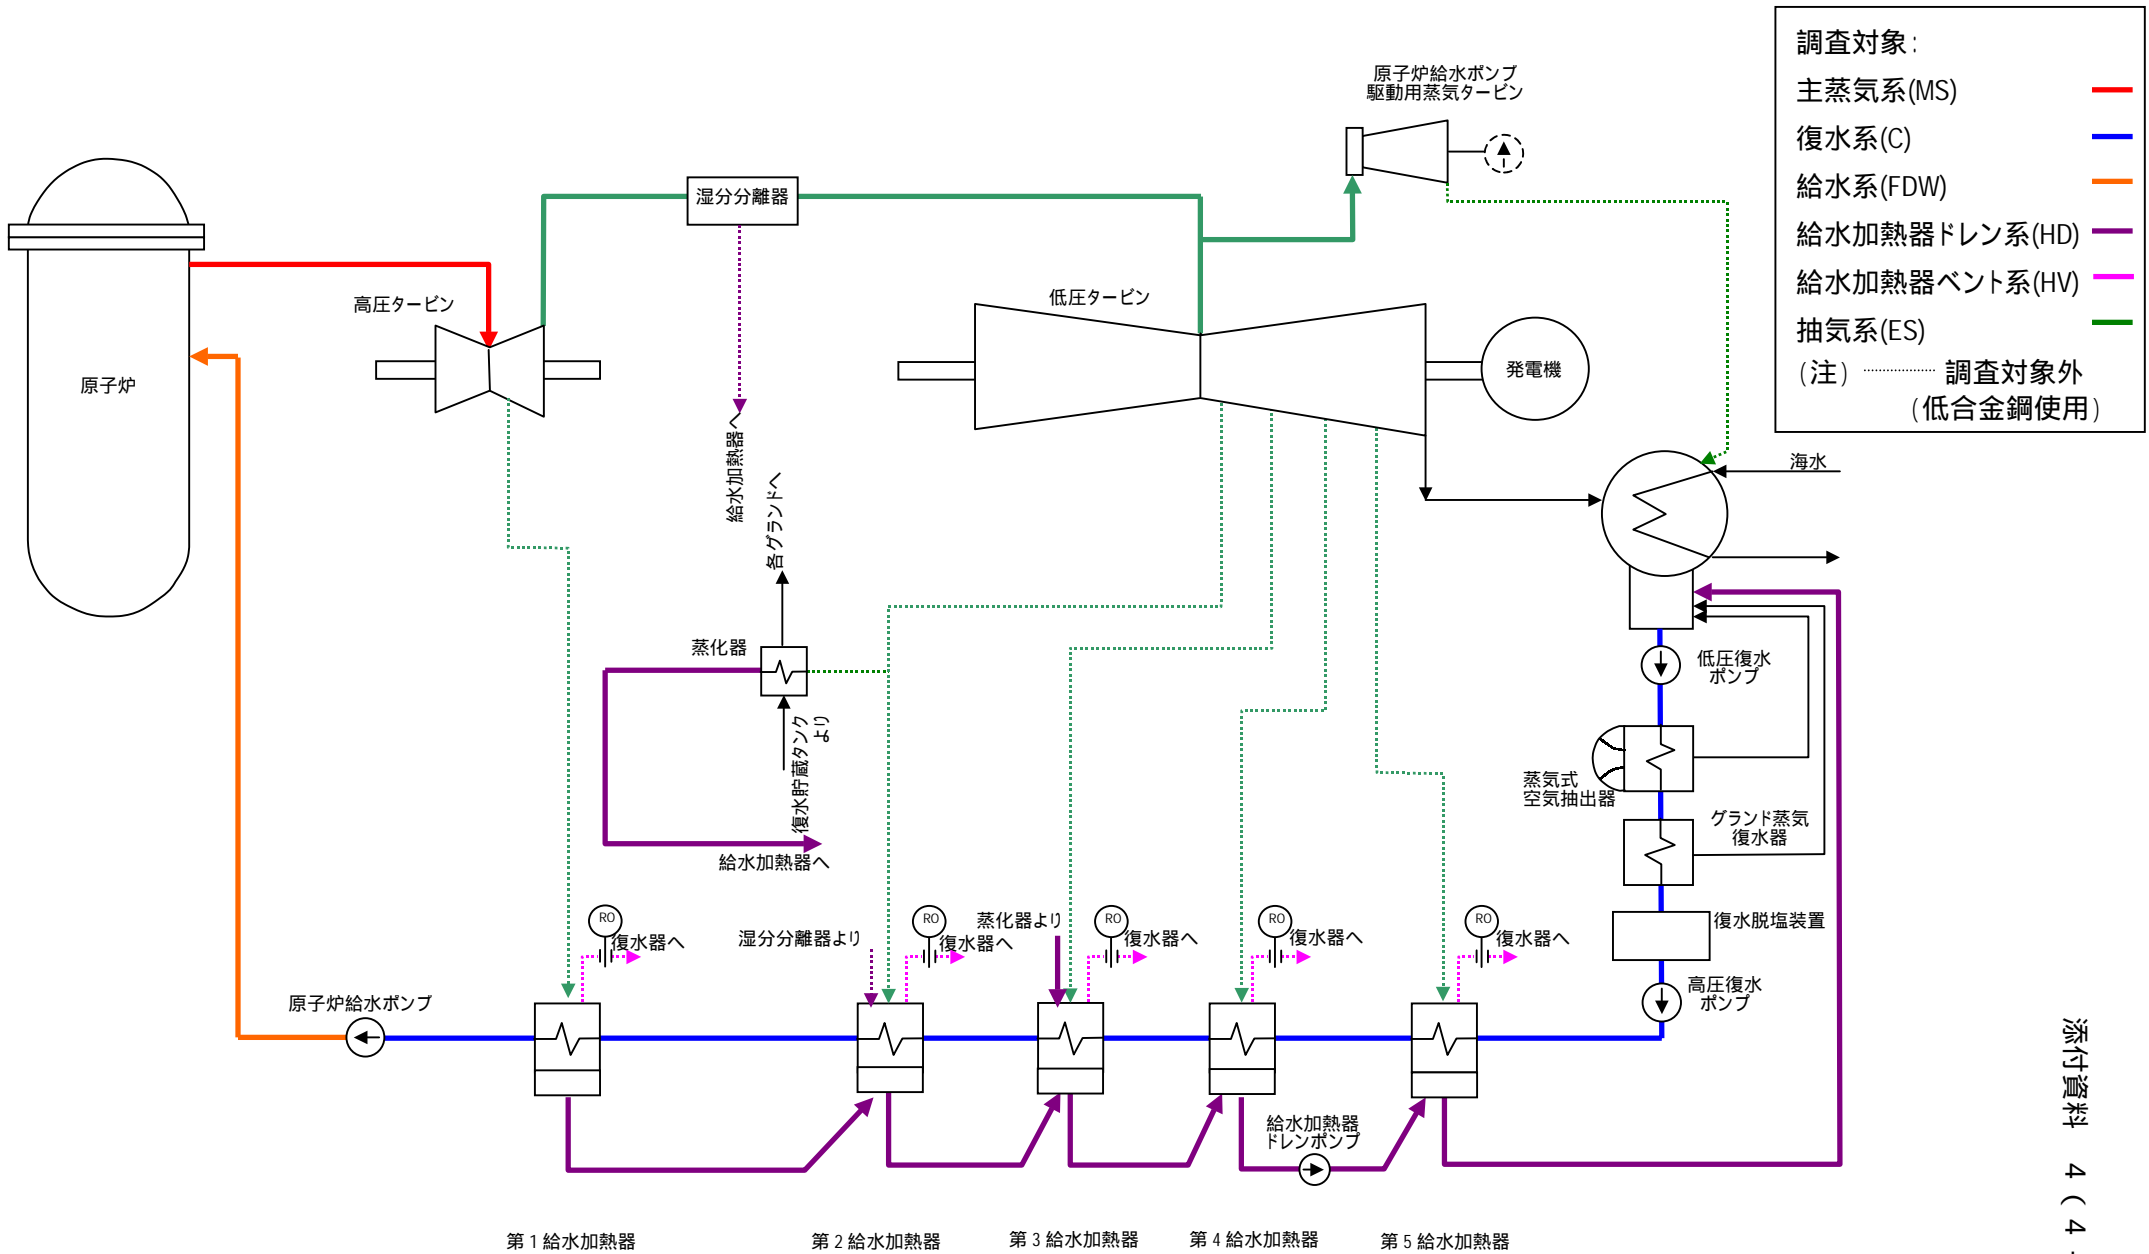 調査対象:
主蒸気系(MS)
復水系(C)
給水系(FDW)
給水加熱器ドレン系(HD)
給水加熱器ベント系(HV)
抽気系(ES)
(注) 調査対象外
(低合金鋼使用)
原子炉給水ポンプ
駆動用蒸気タービン
湿分分離器
高圧タービン
低圧タービン
発電機
原子炉
給水加熱器へ
海水
各グランドへ
蒸化器
復水貯蔵タンク
より
給水加熱器へ
低圧復水
ポンプ
蒸気式
空気抽出器
グランド蒸気
復水器
復水脱塩装置
高圧復水
ポンプ
RO
復水器へ
湿分分離器より
RO
復水器へ
蒸化器より
RO
復水器へ
RO
復水器へ
RO
復水器へ
原子炉給水ポンプ
給水加熱器
ドレンポンプ
第1給水加熱器
第2給水加熱器
第3給水加熱器
第4給水加熱器
第5給水加熱器
添付資料 4(4